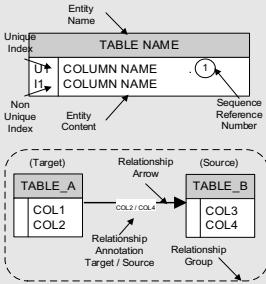 Entity
Name
Unique
Index
TABLE NAME
U1 COLUMN NAME . 1
I1 COLUMN NAME
Non
Unique
Index
Entity
Content
Sequence
Reference
Number
(Target)
Relationship
Arrow
(Source)
TABLE_A
TABLE_B
COL1
COL2
COL2 / COL4
COL3
COL4
Relationship
Annotation
Target / Source
Relationship
Group